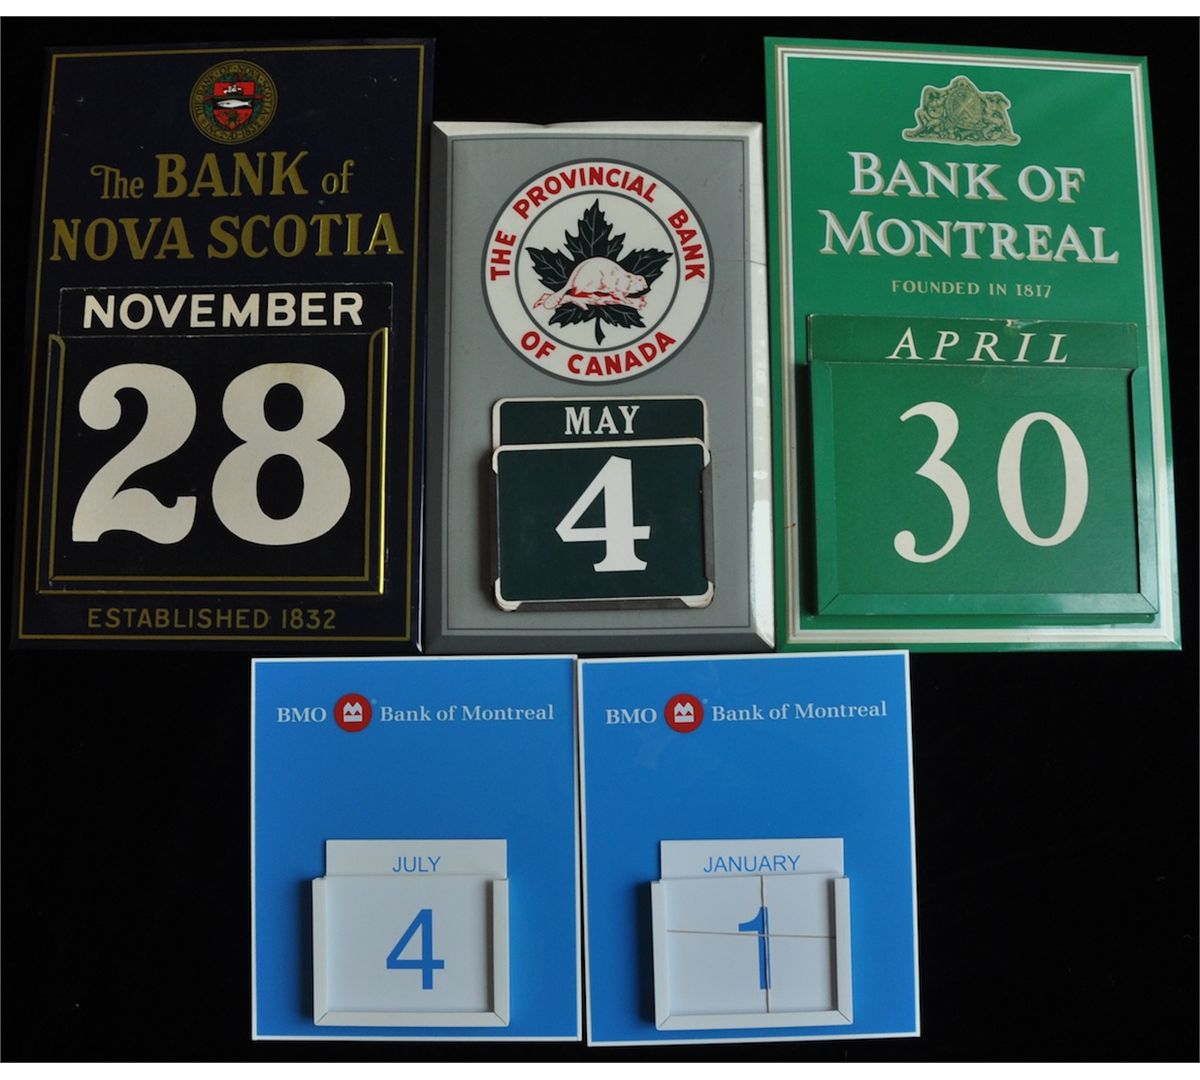 The BANK of
NOVA SCOTIA
NOVEMBER
28
ESTABLISHED 1832
THE PROVINCIAL BANK
OF CANADA
MAY
4
BANK OF
MONTREAL
FOUNDED IN 1817
APRIL
30
BMO Bank of Montreal
JULY
4
BMO Bank of Montreal
JANUARY
1